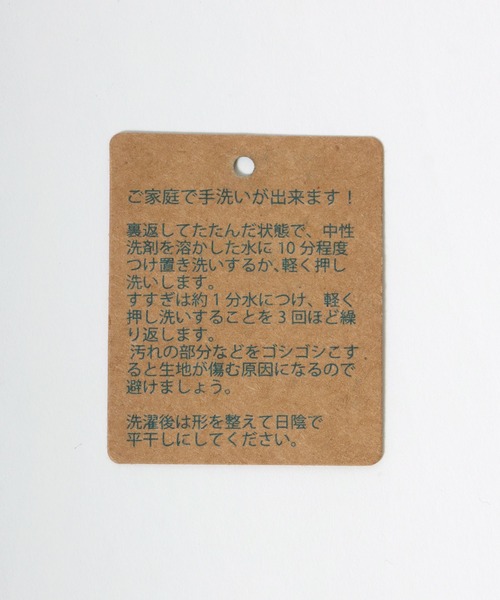 ご家庭で手洗いが出来ます！
裏返してたたんだ状態で、中性
洗剤を溶かした水に10分程度
つけ置き洗いするか、軽く押し
洗いします。
すすぎは約1分水につけ、軽く
押し洗いすることを3回ほど繰
り返します。
汚れの部分などをゴシゴシこす
ると生地が傷む原因になるので
避けましょう。
洗濯後は形を整えて日陰で
平干しにしてください。